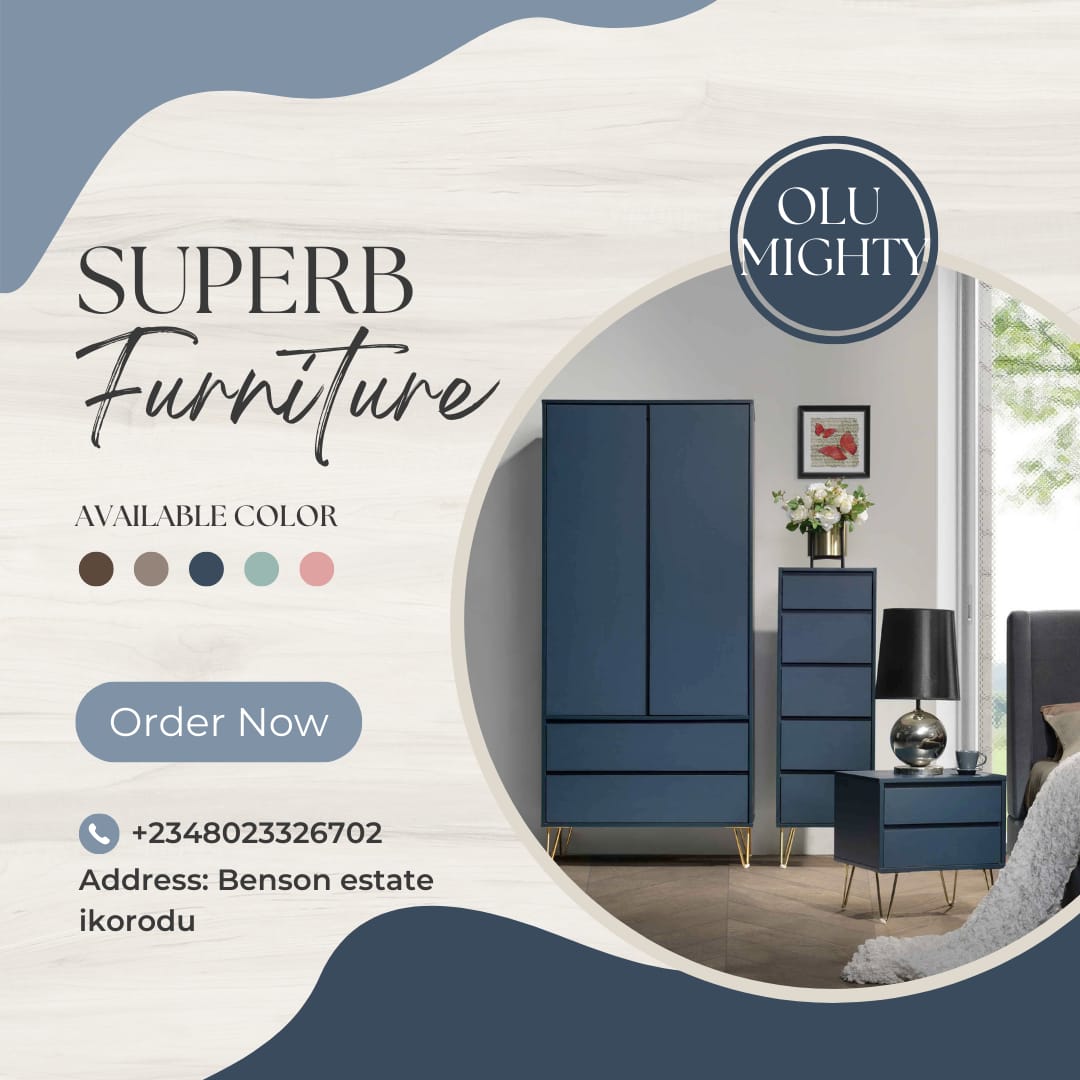 OLU
MIGHTY
SUPERB
Furniture
AVAILABLE COLOR
Order Now
+2348023326702
Address: Benson estate
ikorodu